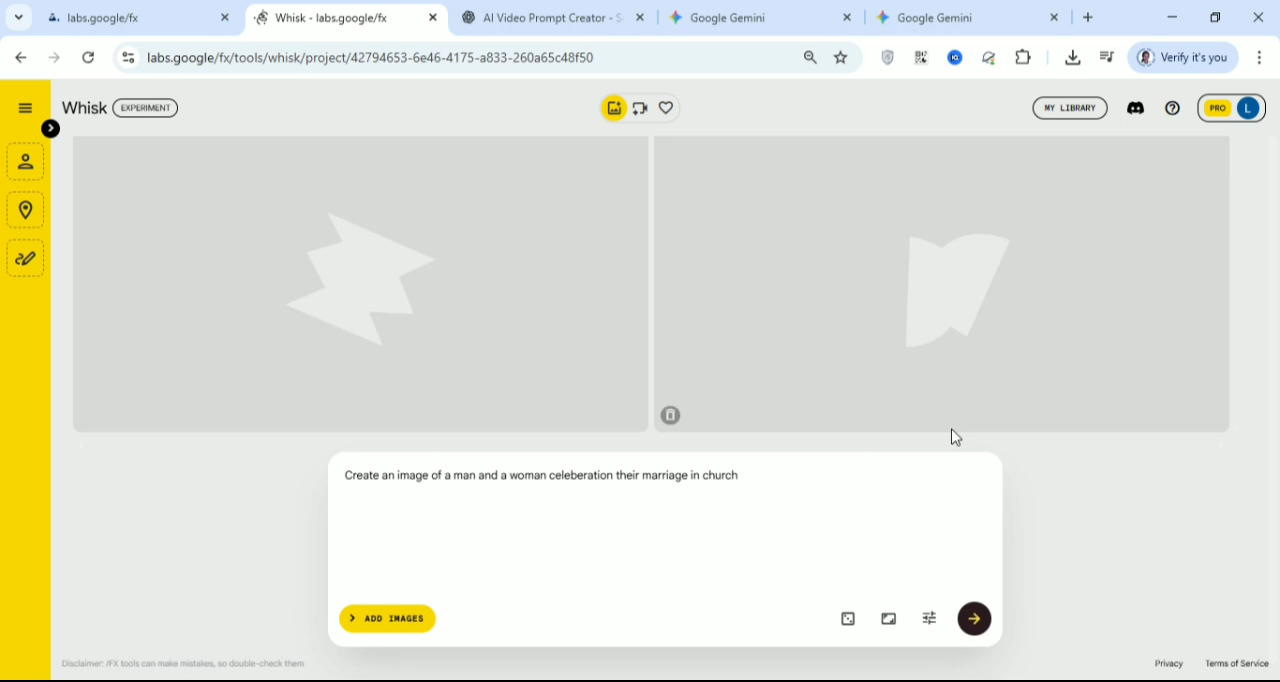 labs.google/fx
Whisk - labs.google/fx
AI Video Prompt Creator - S
Google Gemini
Google Gemini
labs.google/fx/tools/whisk/project/42794653-6e46-4175-a833-260a65c48f50
Verify it's you
Whisk EXPERIMENT
MY LIBRARY
PRO L
Create an image of a man and a woman celeberation their marriage in church
ADD IMAGES
Disclaimer: /FX tools can make mistakes, so double-check them
Privacy Terms of Service